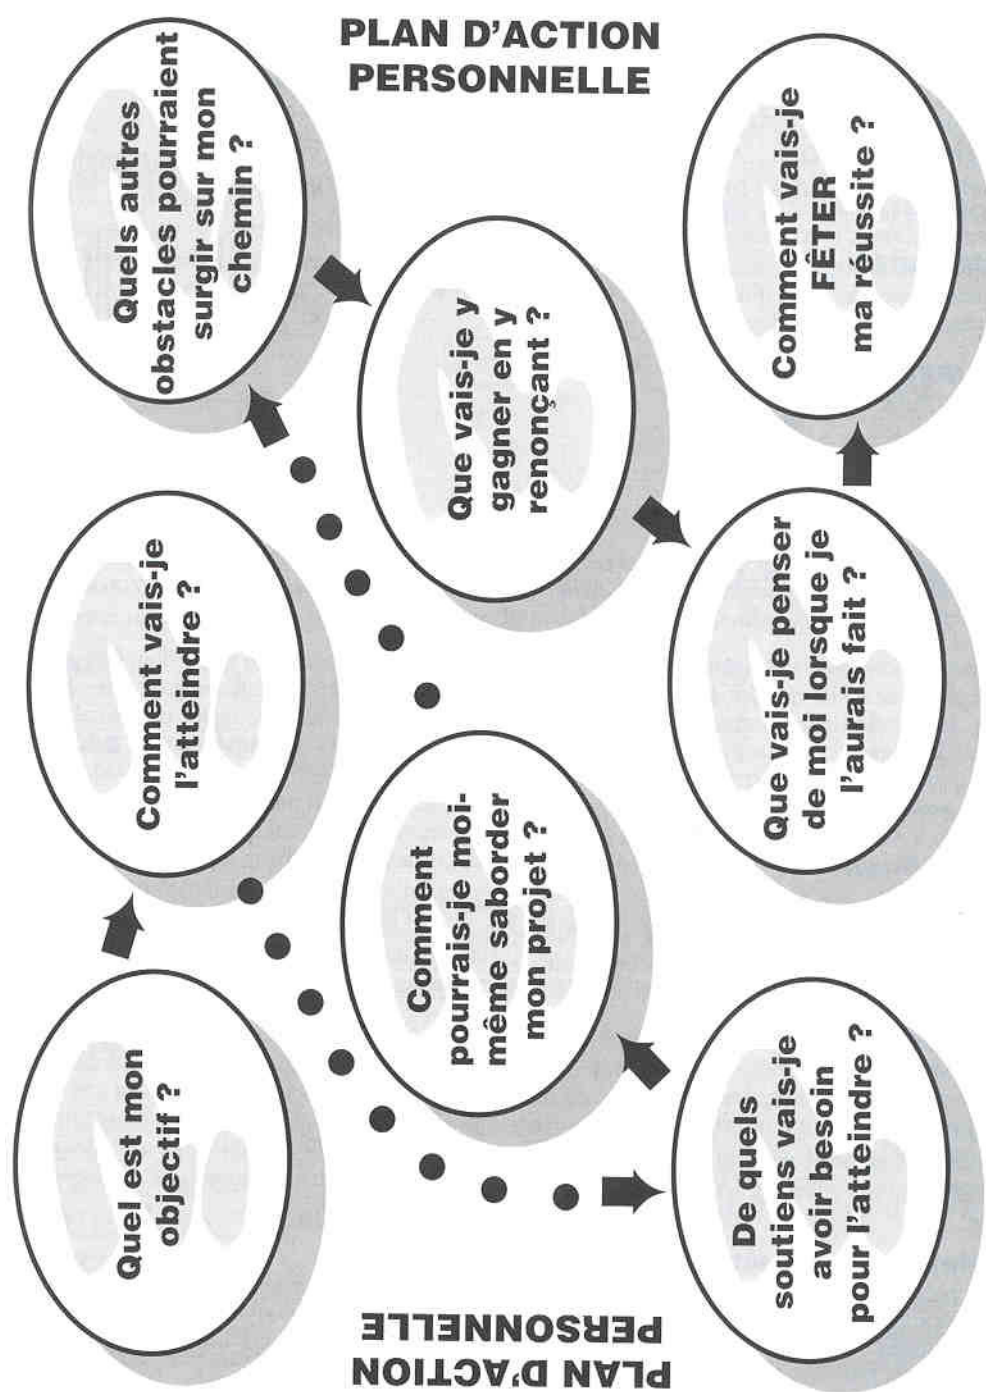 PLAN D'ACTION
PERSONNELLE
Quel est mon
objectif ?
Comment vais-je
l'atteindre ?
De quels
soutiens vais-je
avoir besoin
pour l'atteindre ?
Comment
pourrais-je moi-
même saborder
mon projet ?
Quels autres
obstacles pourraient
surgir sur mon
chemin ?
Que vais-je y
gagner en y
renonçant ?
Que vais-je penser
de moi lorsque je
l'aurais fait ?
Comment vais-je
FÊTER
ma réussite ?
PLAN D'ACTION
PERSONNELLE